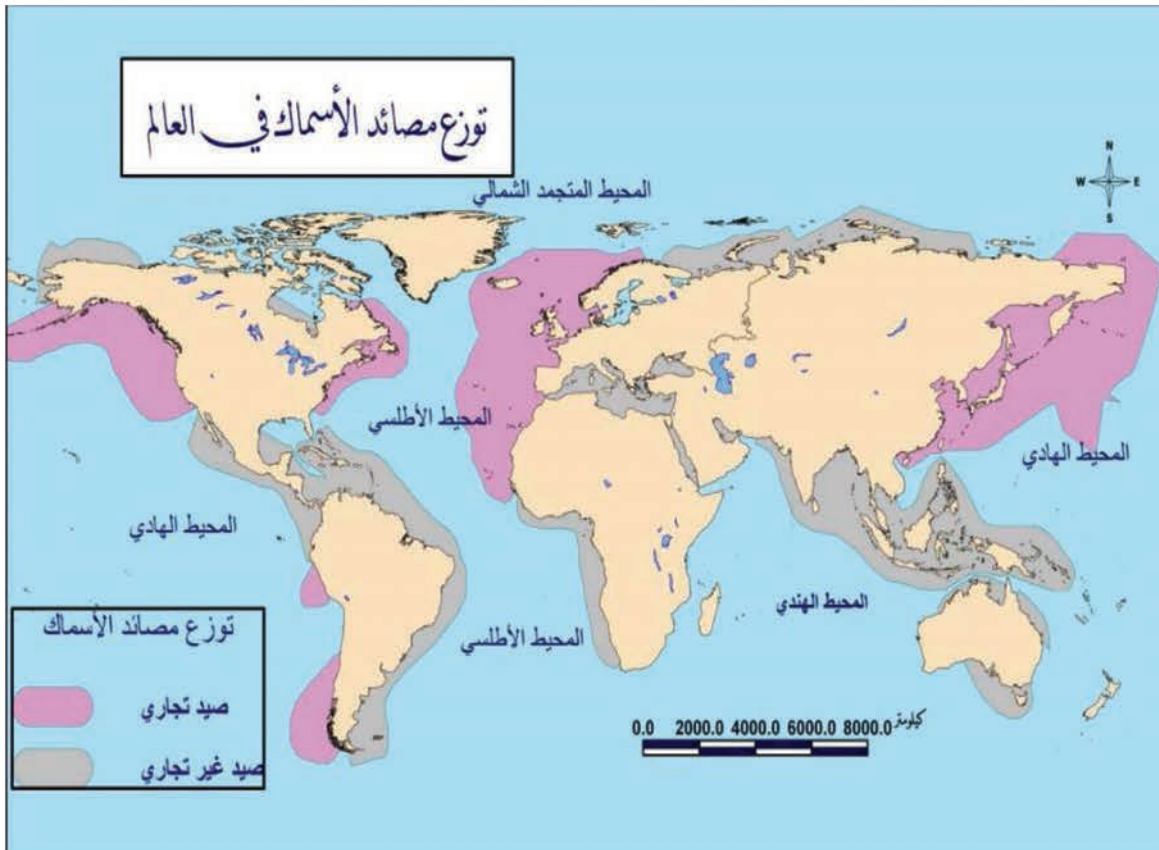 توزع مصائد الأسماك في العالم
المحيط المتجمد الشمالي
N
W E
S
المحيط الأطلسي
المحيط الهادي
المحيط الهادي
المحيط الهندي
المحيط الأطلسي
توزع مصائد الأسماك
صيد تجاري
صيد غير تجاري
0.0 2000.0 4000.0 6000.0 8000.0 كيلومتر